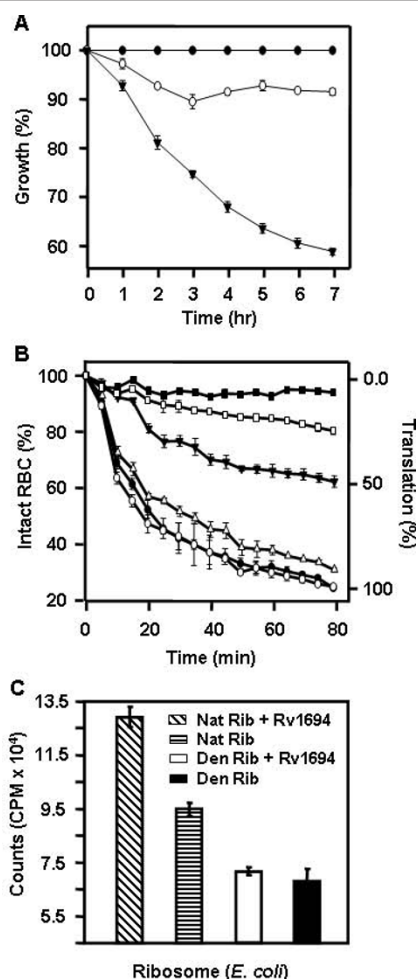 A
100
90
80
70
60
Growth (%)
0 1 2 3 4 5 6 7
Time (hr)
B
100
80
60
40
20
Intact RBC (%)
0.0
50
100
Translation (%)
0 20 40 60 80
Time (min)
C
13.5
11.5
9.5
7.5
5.5
Counts (CPM x 10⁴)
Nat Rib + Rv1694
Nat Rib
Den Rib + Rv1694
Den Rib
Ribosome (E. coli)